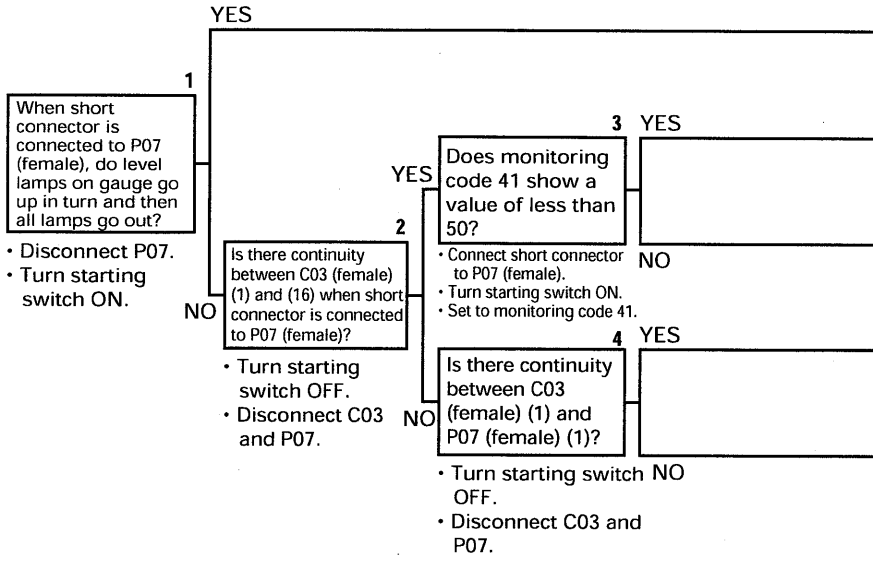 YES
1
When short
connector is
connected to P07
(female), do level
lamps on gauge go
up in turn and then
all lamps go out?
• Disconnect P07.
• Turn starting
switch ON.
NO
2
Is there continuity
between C03 (female)
(1) and (16) when short
connector is connected
to P07 (female)?
• Turn starting
switch OFF.
• Disconnect C03
and P07.
YES
3
Does monitoring
code 41 show a
value of less than
50?
• Connect short connector
to P07 (female).
• Turn starting switch ON.
• Set to monitoring code 41.
YES
NO
NO
4
Is there continuity
between C03
(female) (1) and
P07 (female) (1)?
• Turn starting switch
OFF.
• Disconnect C03 and
P07.
YES
NO